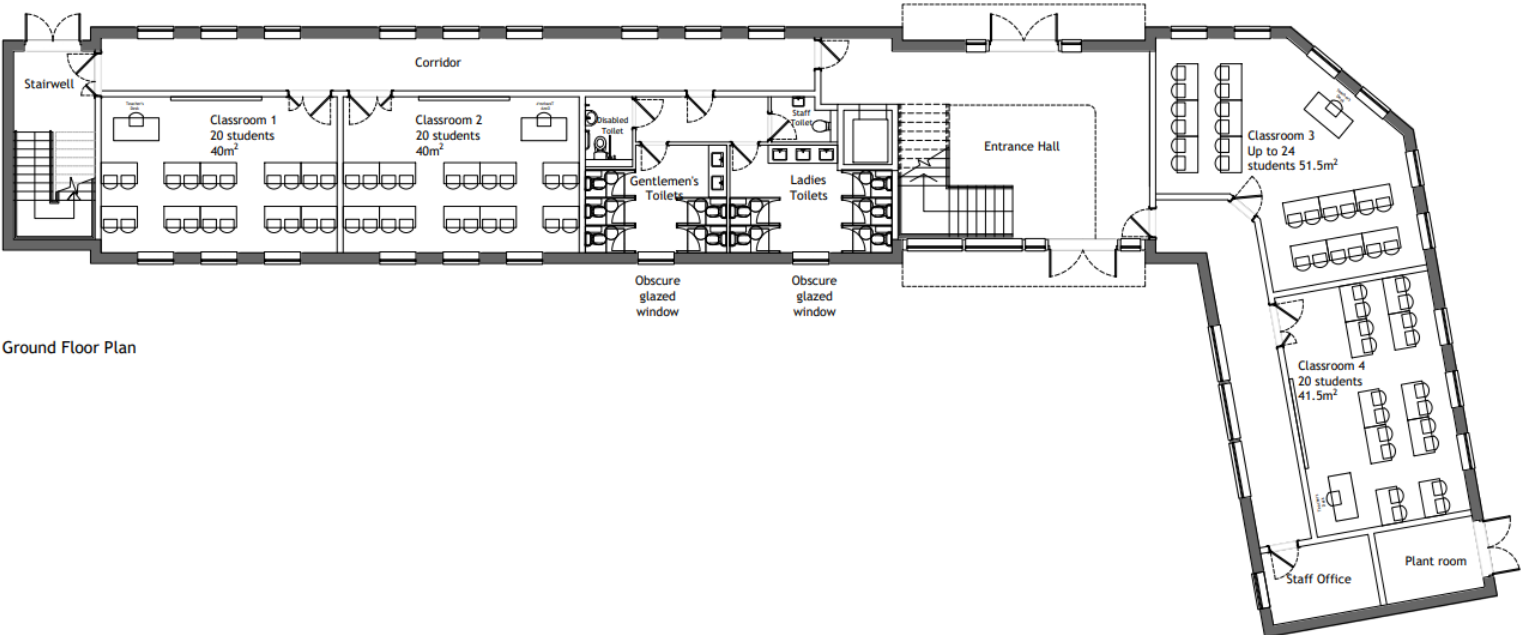 Corridor
Stairwell
Teacher's
Desk
Classroom 1
20 students
40m²
Classroom 2
20 students
40m²
Disabled
Toilet
Staff
Toilet
Gentlemen's
Toilets
Ladies
Toilets
Entrance Hall
Classroom 3
Up to 24
students 51.5m²
Obscure
glazed
window
Obscure
glazed
window
Ground Floor Plan
Classroom 4
20 students
41.5m²
Staff Office
Plant room